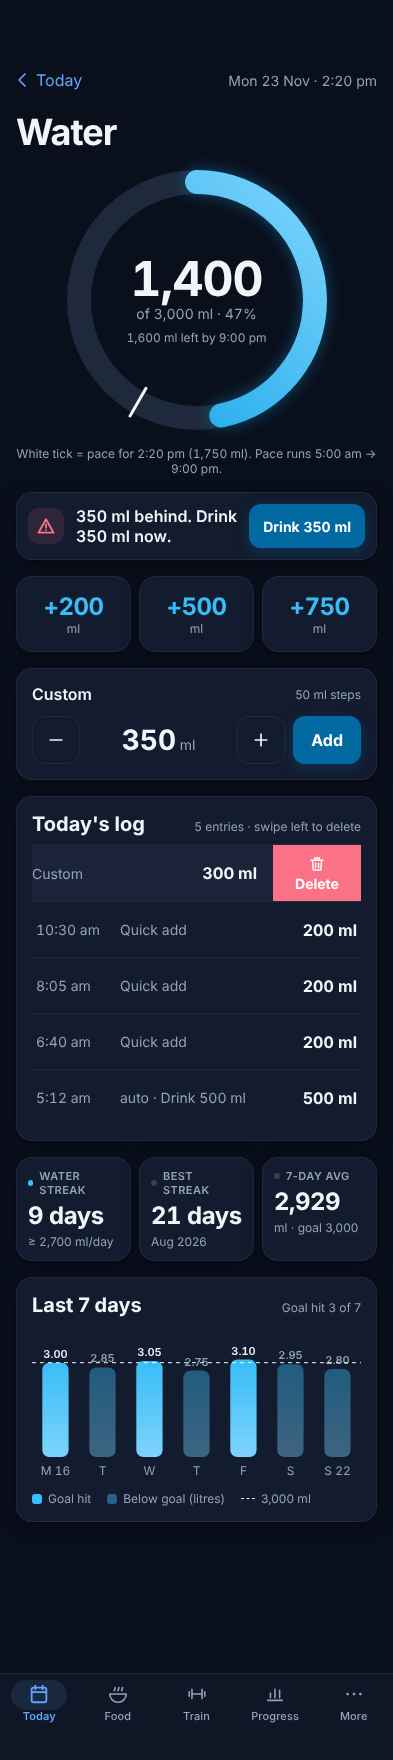 Today
Mon 23 Nov · 2:20 pm
Water
1,400
of 3,000 ml · 47%
1,600 ml left by 9:00 pm
White tick = pace for 2:20 pm (1,750 ml). Pace runs 5:00 am →
9:00 pm.
350 ml behind. Drink
350 ml now.
Drink 350 ml
+200
ml
+500
ml
+750
ml
Custom
50 ml steps
−
350 ml
+
Add
Today's log
5 entries · swipe left to delete
Custom
300 ml
Delete
10:30 am Quick add 200 ml
8:05 am Quick add 200 ml
6:40 am Quick add 200 ml
5:12 am auto · Drink 500 ml 500 ml
WATER
STREAK
9 days
≥ 2,700 ml/day
BEST
STREAK
21 days
Aug 2026
7-DAY AVG
2,929
ml · goal 3,000
Last 7 days
Goal hit 3 of 7
3.00 2.85 3.05 2.75 3.10 2.95 2.80
M 16 T W T F S S 22
Goal hit Below goal (litres) 3,000 ml
Today Food Train Progress More